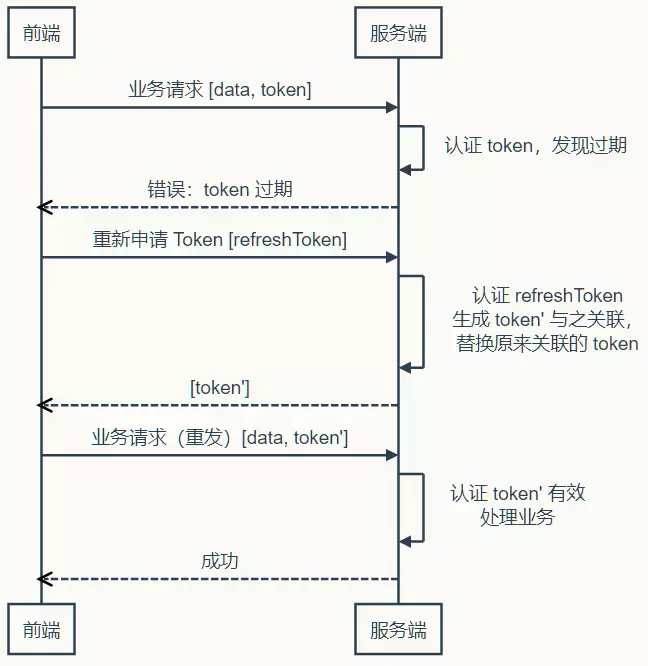 前端
服务端
业务请求 [data, token]
认证 token，发现过期
错误：token 过期
重新申请 Token [refreshToken]
认证 refreshToken
生成 token' 与之关联，
替换原来关联的 token
[token']
业务请求（重发）[data, token']
认证 token' 有效
处理业务
成功
前端
服务端